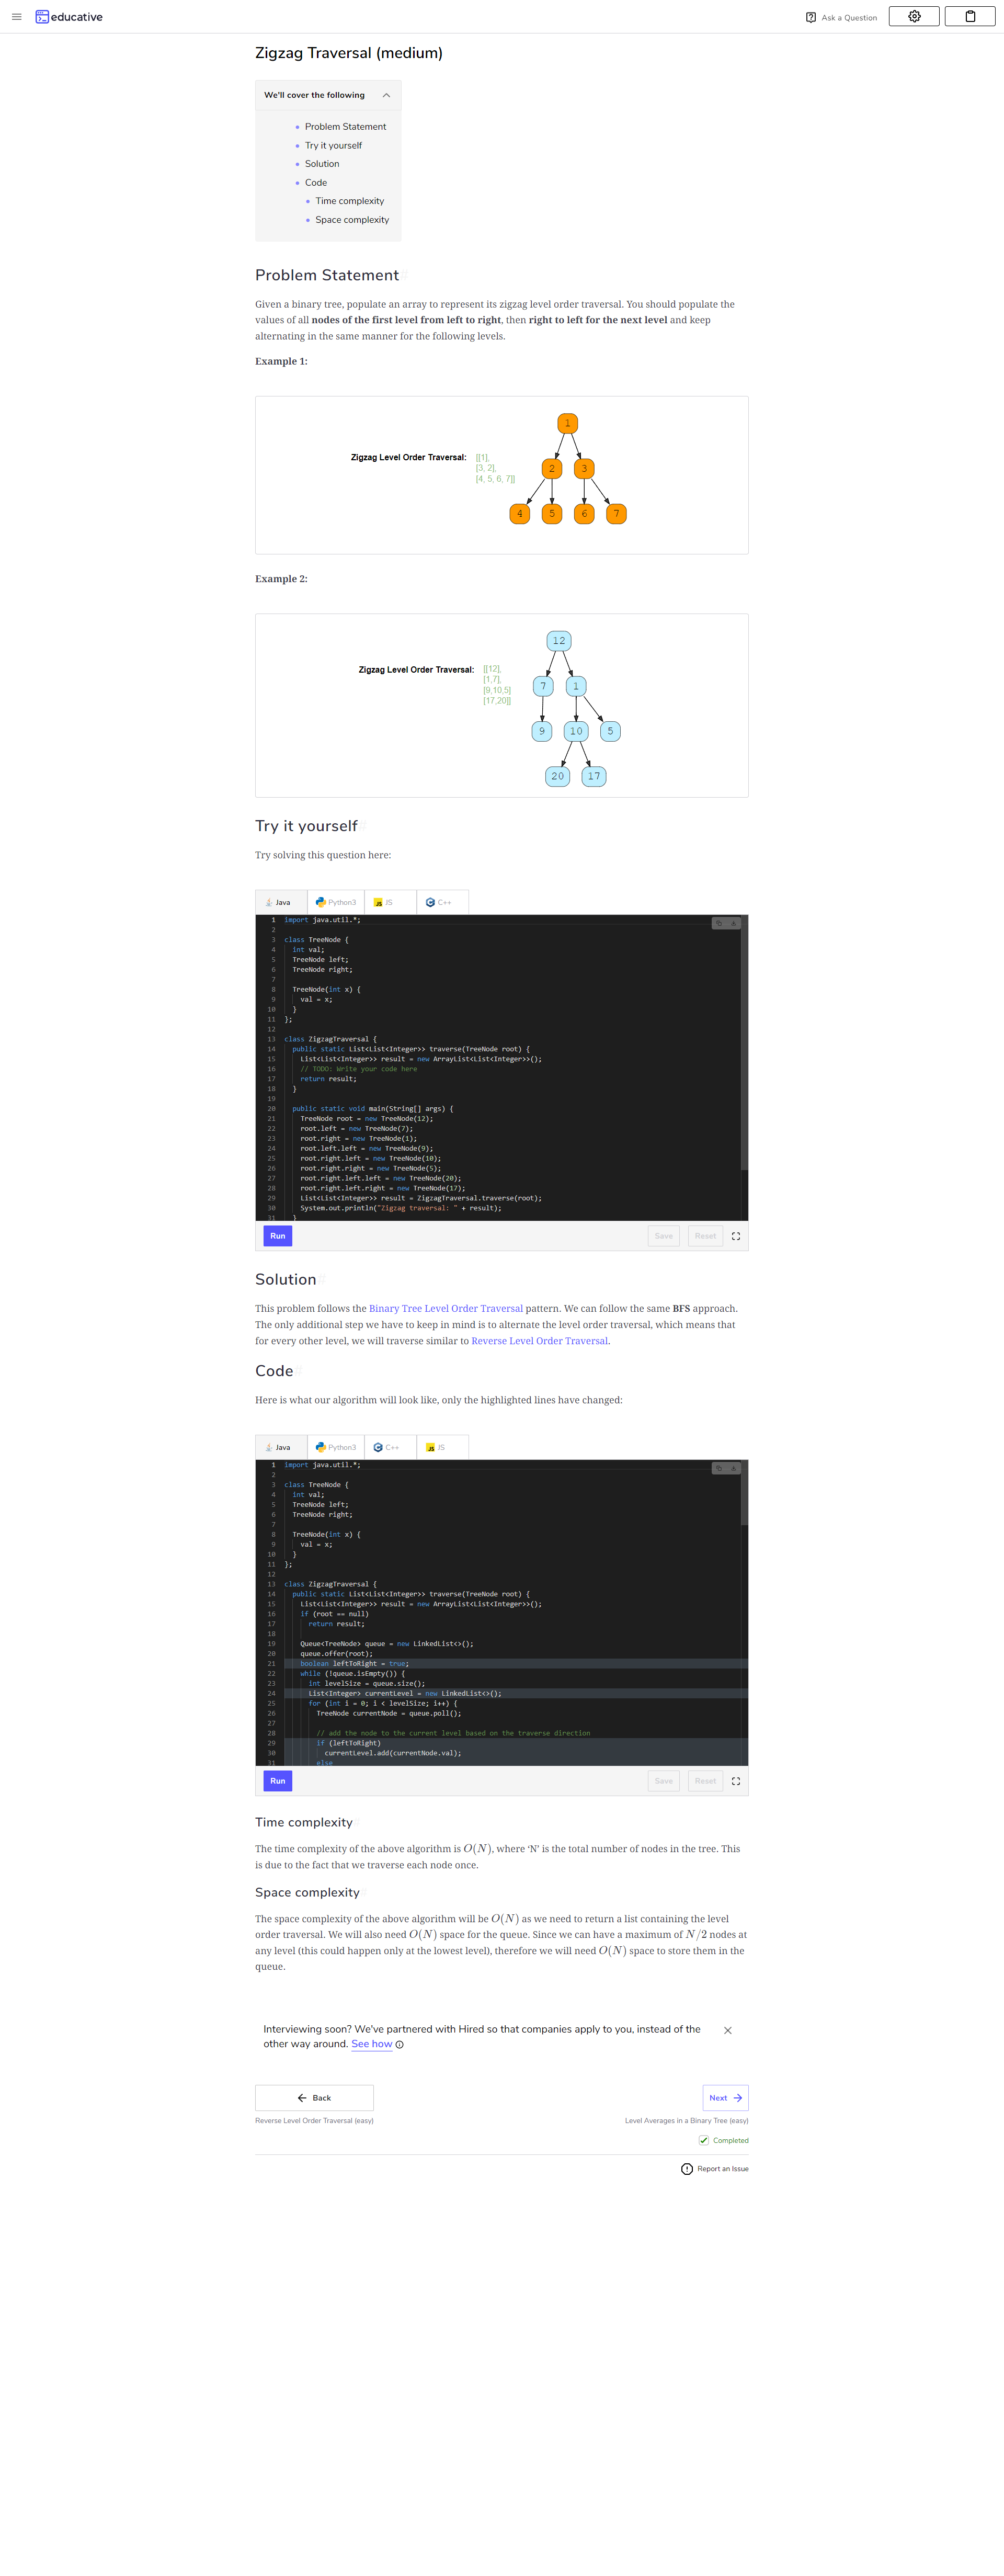 educative
Ask a Question
Zigzag Traversal (medium)
We'll cover the following
Problem Statement
Try it yourself
Solution
Code
Time complexity
Space complexity
Problem Statement#
Given a binary tree, populate an array to represent its zigzag level order traversal. You should populate the
values of all nodes of the first level from left to right, then right to left for the next level and keep
alternating in the same manner for the following levels.
Example 1:
Zigzag Level Order Traversal:
[[1],
[3, 2],
[4, 5, 6, 7]]
1
2 3
4 5 6 7
Example 2:
Zigzag Level Order Traversal:
[[12],
[1,7],
[9,10,5]
[17,20]]
12
7 1
9 10 5
20 17
Try it yourself#
Try solving this question here:
Java Python3 JS C++
1 import java.util.*;
2
3 class TreeNode {
4 int val;
5 TreeNode left;
6 TreeNode right;
7
8 TreeNode(int x) {
9 val = x;
10 }
11 };
12
13 class ZigzagTraversal {
14 public static List<List<Integer>> traverse(TreeNode root) {
15 List<List<Integer>> result = new ArrayList<List<Integer>>();
16 // TODO: Write your code here
17 return result;
18 }
19
20 public static void main(String[] args) {
21 TreeNode root = new TreeNode(12);
22 root.left = new TreeNode(7);
23 root.right = new TreeNode(1);
24 root.left.left = new TreeNode(9);
25 root.right.left = new TreeNode(10);
26 root.right.right = new TreeNode(5);
27 root.right.left.left = new TreeNode(20);
28 root.right.left.right = new TreeNode(17);
29 List<List<Integer>> result = ZigzagTraversal.traverse(root);
30 System.out.println("Zigzag traversal: " + result);
31 }
Run Save Reset
Solution#
This problem follows the Binary Tree Level Order Traversal pattern. We can follow the same BFS approach.
The only additional step we have to keep in mind is to alternate the level order traversal, which means that
for every other level, we will traverse similar to Reverse Level Order Traversal.
Code#
Here is what our algorithm will look like, only the highlighted lines have changed:
Java Python3 C++ JS
1 import java.util.*;
2
3 class TreeNode {
4 int val;
5 TreeNode left;
6 TreeNode right;
7
8 TreeNode(int x) {
9 val = x;
10 }
11 };
12
13 class ZigzagTraversal {
14 public static List<List<Integer>> traverse(TreeNode root) {
15 List<List<Integer>> result = new ArrayList<List<Integer>>();
16 if (root == null)
17 return result;
18
19 Queue<TreeNode> queue = new LinkedList<>();
20 queue.offer(root);
21 boolean leftToRight = true;
22 while (!queue.isEmpty()) {
23 int levelSize = queue.size();
24 List<Integer> currentLevel = new LinkedList<>();
25 for (int i = 0; i < levelSize; i++) {
26 TreeNode currentNode = queue.poll();
27
28 // add the node to the current level based on the traverse direction
29 if (leftToRight)
30 currentLevel.add(currentNode.val);
31 else
Run Save Reset
Time complexity
The time complexity of the above algorithm is O(N), where ‘N’ is the total number of nodes in the tree. This
is due to the fact that we traverse each node once.
Space complexity
The space complexity of the above algorithm will be O(N) as we need to return a list containing the level
order traversal. We will also need O(N) space for the queue. Since we can have a maximum of N/2 nodes at
any level (this could happen only at the lowest level), therefore we will need O(N) space to store them in the
queue.
Interviewing soon? We've partnered with Hired so that companies apply to you, instead of the
other way around. See how
Back
Next
Reverse Level Order Traversal (easy)
Level Averages in a Binary Tree (easy)
Completed
Report an Issue